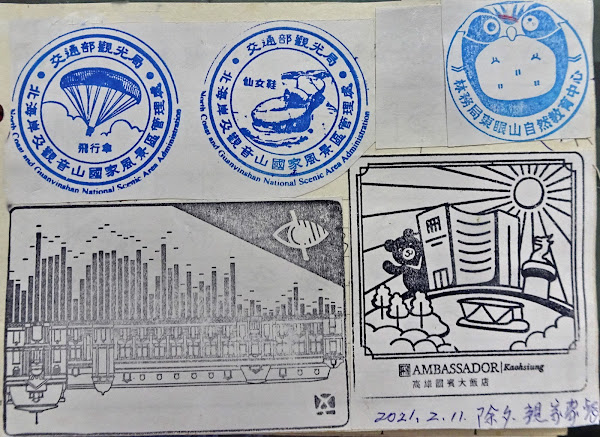 交通部觀光局
北海岸及觀音山國家風景區管理處
飛行傘
North Coast and Guanyinshan National Scenic Area Administration
交通部觀光局
北海岸及觀音山國家風景區管理處
仙女鞋
North Coast and Guanyinshan National Scenic Area Administration
林務局東眼山自然教育中心
AMBASSADOR | Kaohsiung
高雄國賓大飯店
2021.2.11. 除夕. 親家家